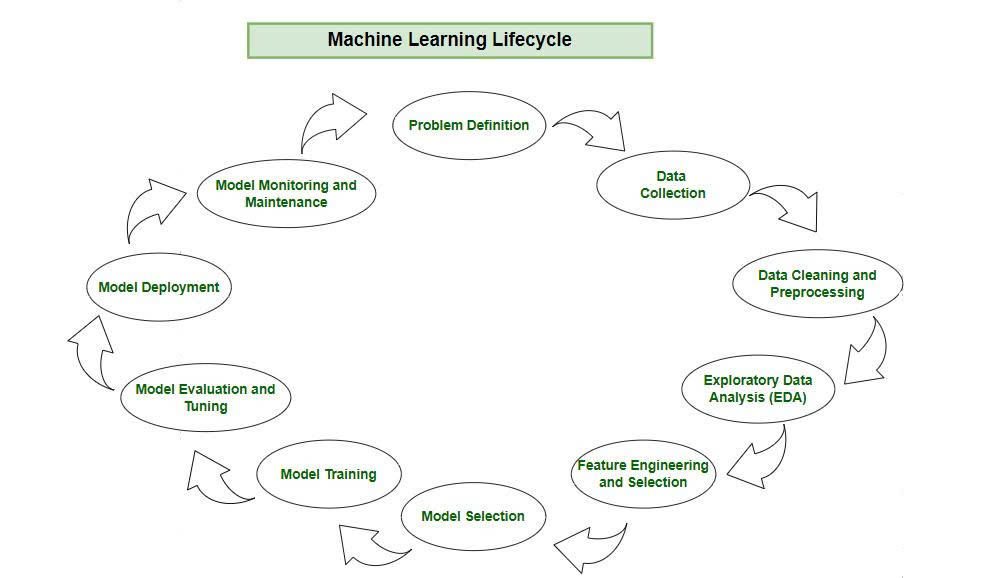 Machine Learning Lifecycle
Problem Definition
Data
Collection
Data Cleaning and
Preprocessing
Exploratory Data
Analysis (EDA)
Feature Engineering
and Selection
Model Selection
Model Training
Model Evaluation and
Tuning
Model Deployment
Model Monitoring and
Maintenance